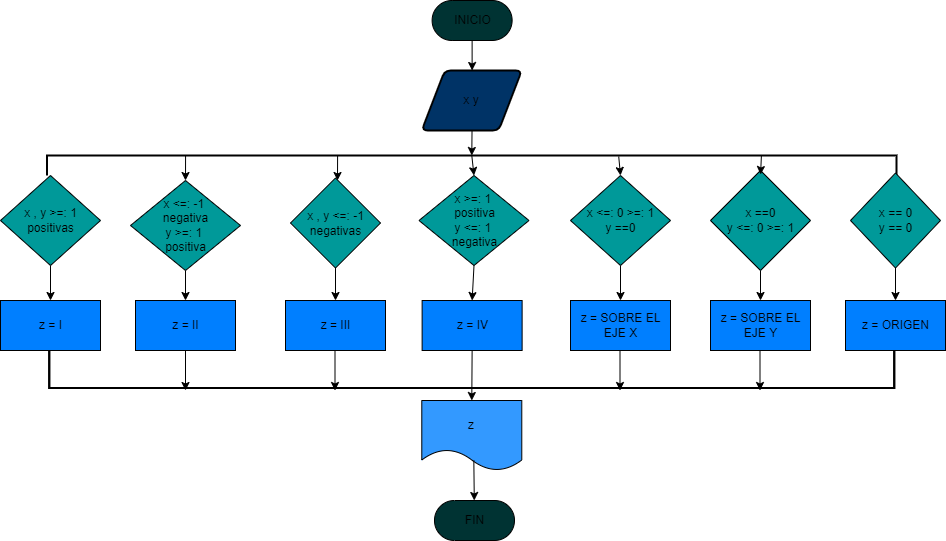 INICIO
x y
x , y >=: 1
positivas
x <=: -1
negativa
y >=: 1
positiva
x , y <=: -1
negativas
x >=: 1
positiva
y <=: 1
negativa
x <=: 0 >=: 1
y ==0
x ==0
y <=: 0 >=: 1
x == 0
y == 0
z = I
z = II
z = III
z = IV
z = SOBRE EL
EJE X
z = SOBRE EL
EJE Y
z = ORIGEN
z
FIN